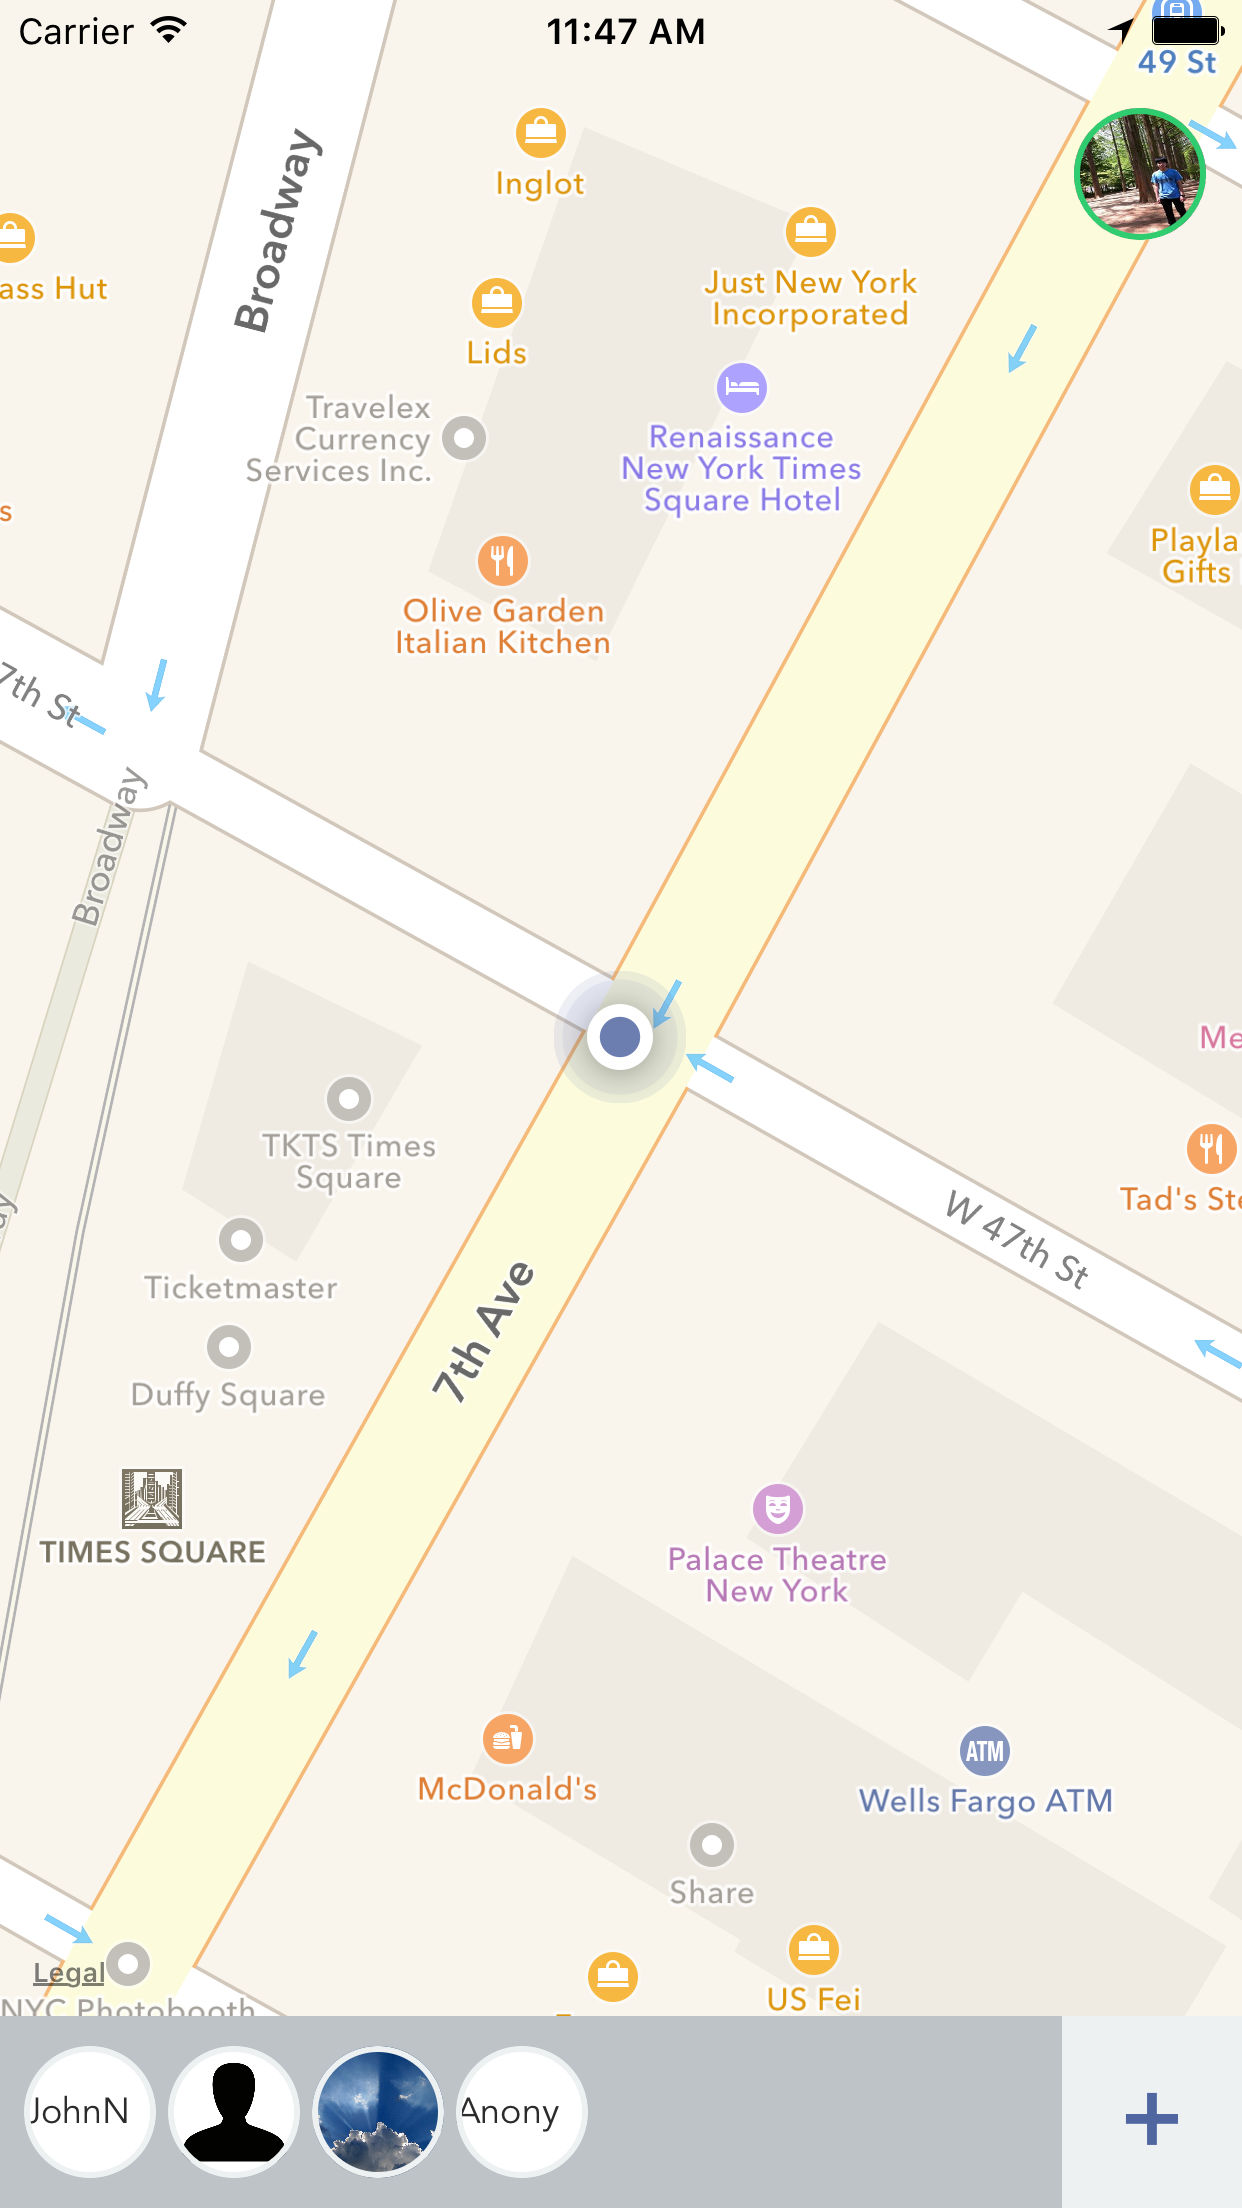 Carrier
11:47 AM
49 St
Inglot
Broadway
ass Hut
Just New York
Incorporated
Lids
Travelex
Currency
Services Inc.
Renaissance
New York Times
Square Hotel
s
Playla
Gifts
Olive Garden
Italian Kitchen
7th St
Broadway
Me
TKTS Times
Square
Tad's Ste
W 47th St
Ticketmaster
7th Ave
Duffy Square
TIMES SQUARE
Palace Theatre
New York
McDonald's
ATM
Wells Fargo ATM
Share
Legal
NYC Photobooth
US Fei
JohnN
Anony
+